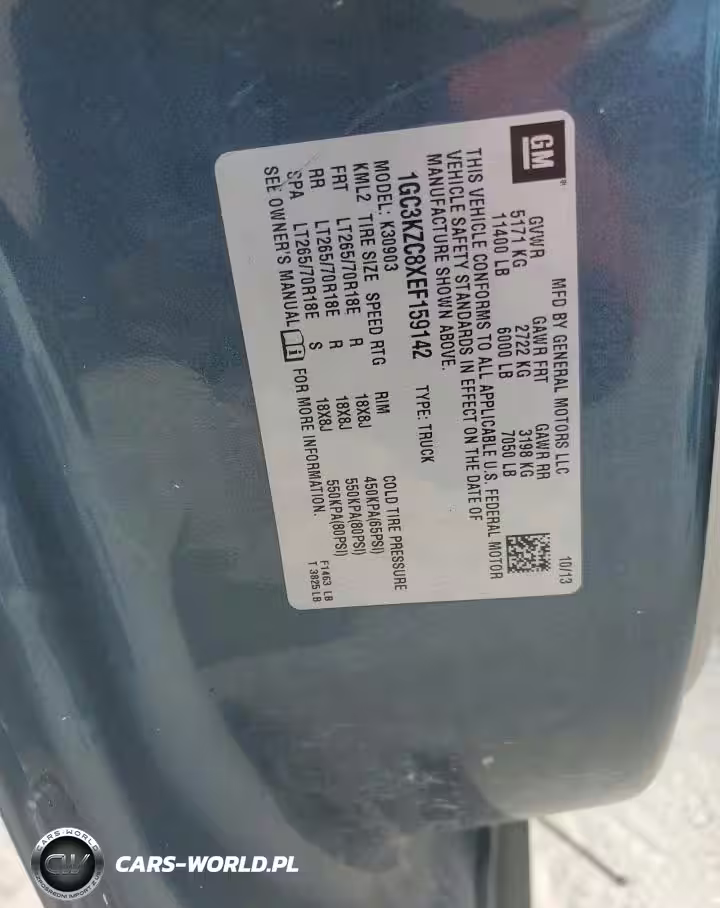 GM
MFD BY GENERAL MOTORS LLC 10/13
GVWR GAWR FRT GAWR RR
5171 KG 2722 KG 3198 KG
11400 LB 6000 LB 7050 LB
THIS VEHICLE CONFORMS TO ALL APPLICABLE U.S. FEDERAL MOTOR
VEHICLE SAFETY STANDARDS IN EFFECT ON THE DATE OF
MANUFACTURE SHOWN ABOVE.
1GC3KZC8XEF159142 TYPE: TRUCK
MODEL: K30903
KML2 TIRE SIZE SPEED RTG RIM COLD TIRE PRESSURE
FRT LT265/70R18E R 18X8J 450KPA(65PSI)
RR LT265/70R18E R 18X8J 550KPA(80PSI)
SPA LT265/70R18E S 18X8J 550KPA(80PSI)
SEE OWNER'S MANUAL FOR MORE INFORMATION.
F1463 LB
T 3825 LB
CARS-WORLD
CW
CARS-WORLD.PL